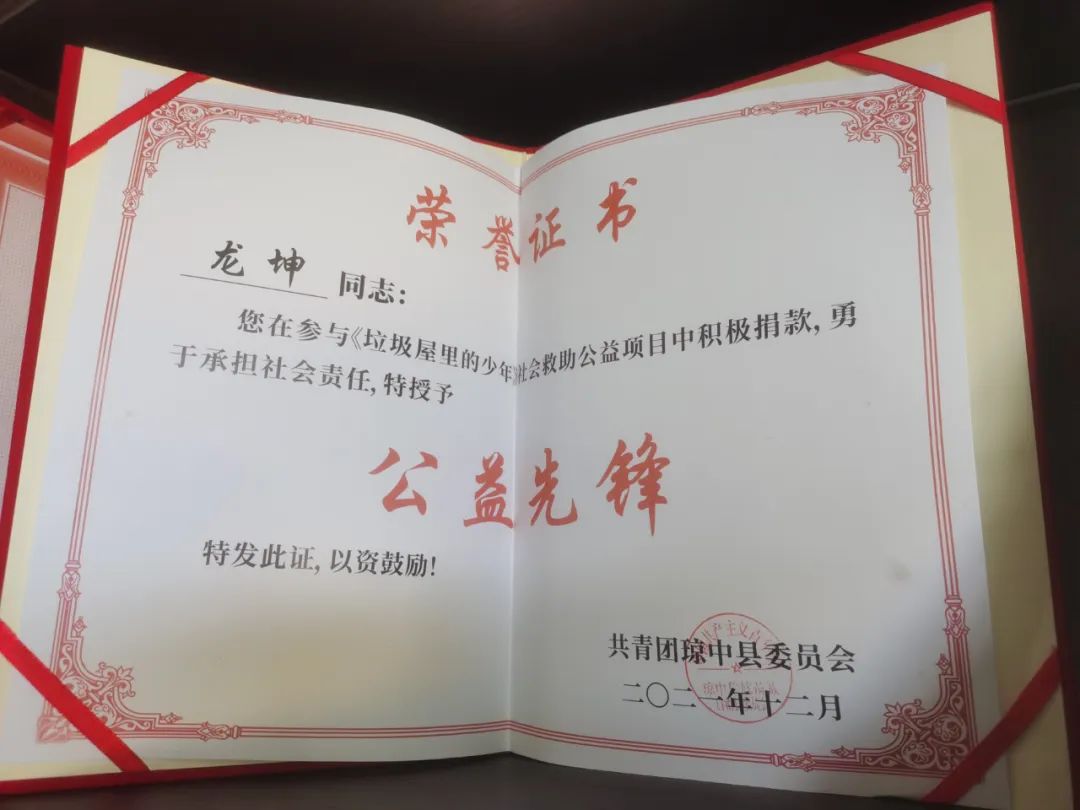 荣誉证书
龙坤 同志：
您在参与《垃圾屋里的少年》社会救助公益项目中积极捐款，勇
于承担社会责任，特授予
公益先锋
特发此证，以资鼓励！
共青团琼中县委员会
二〇二一年十二月